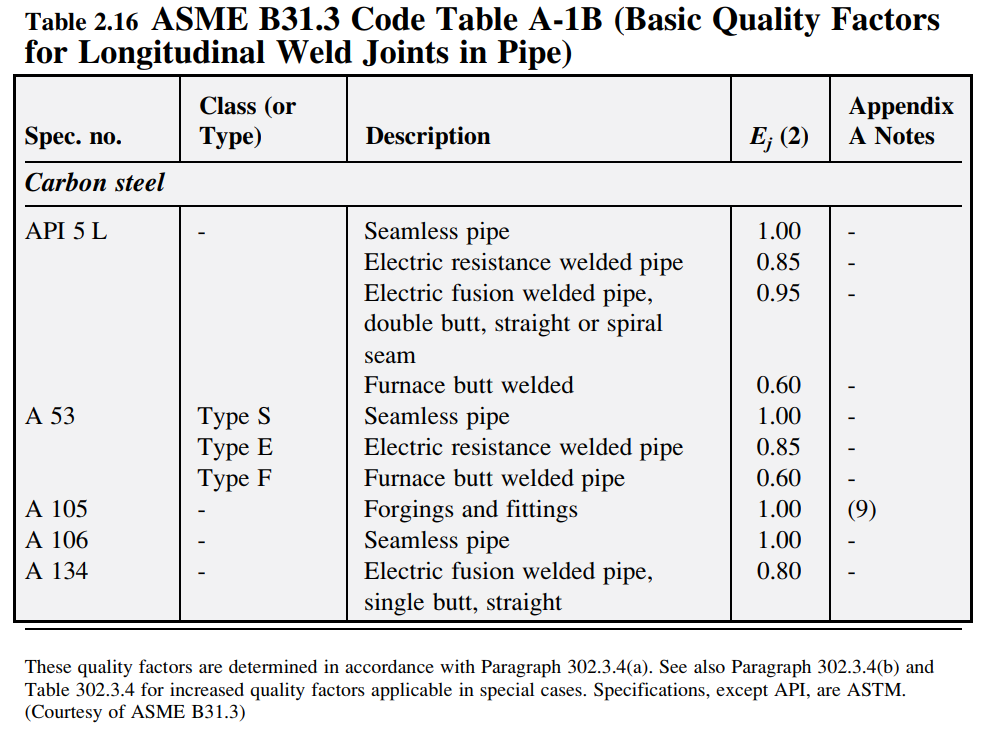 Table 2.16 ASME B31.3 Code Table A-1B (Basic Quality Factors
for Longitudinal Weld Joints in Pipe)
Spec. no. Class (or Type) Description Ej (2) Appendix A Notes
Carbon steel
API 5 L - Seamless pipe 1.00 -
Electric resistance welded pipe 0.85 -
Electric fusion welded pipe, 0.95 -
double butt, straight or spiral
seam
Furnace butt welded 0.60 -
A 53 Type S Seamless pipe 1.00 -
Type E Electric resistance welded pipe 0.85 -
Type F Furnace butt welded pipe 0.60 -
A 105 - Forgings and fittings 1.00 (9)
A 106 - Seamless pipe 1.00 -
A 134 - Electric fusion welded pipe, 0.80 -
single butt, straight
These quality factors are determined in accordance with Paragraph 302.3.4(a). See also Paragraph 302.3.4(b) and
Table 302.3.4 for increased quality factors applicable in special cases. Specifications, except API, are ASTM.
(Courtesy of ASME B31.3)